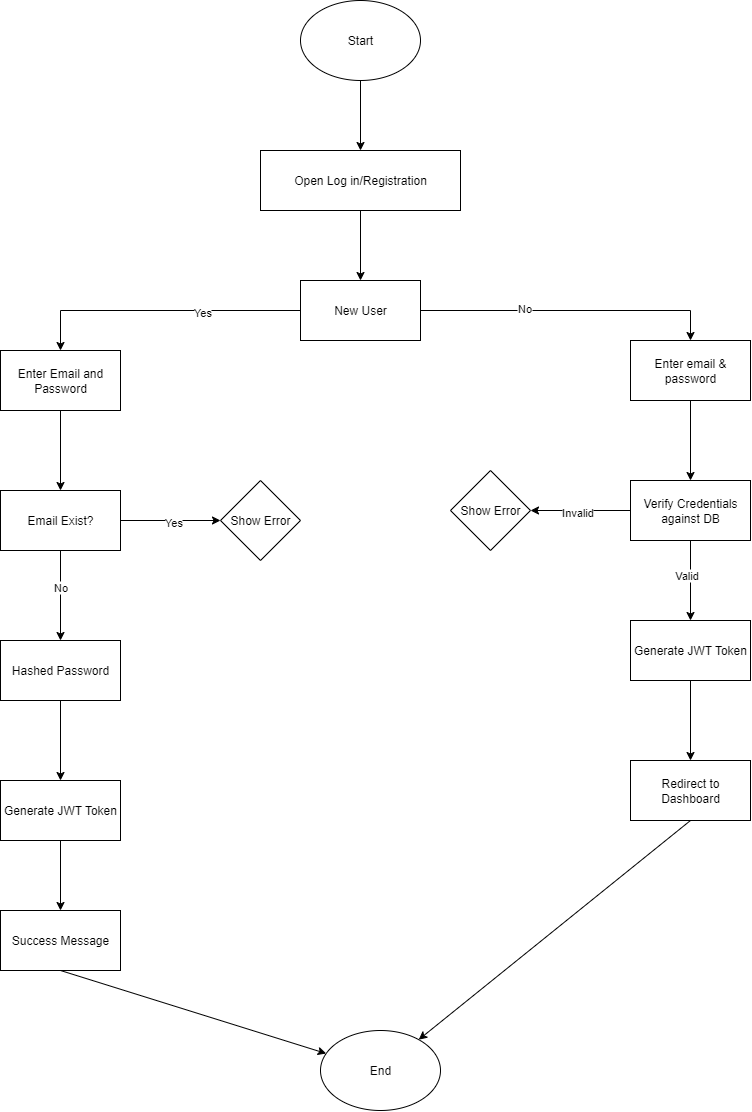 Start
Open Log in/Registration
New User
Yes
No
Enter Email and
Password
Enter email &
password
Email Exist?
Yes
Show Error
Show Error
Invalid
Verify Credentials
against DB
No
Valid
Hashed Password
Generate JWT Token
Generate JWT Token
Redirect to
Dashboard
Success Message
End